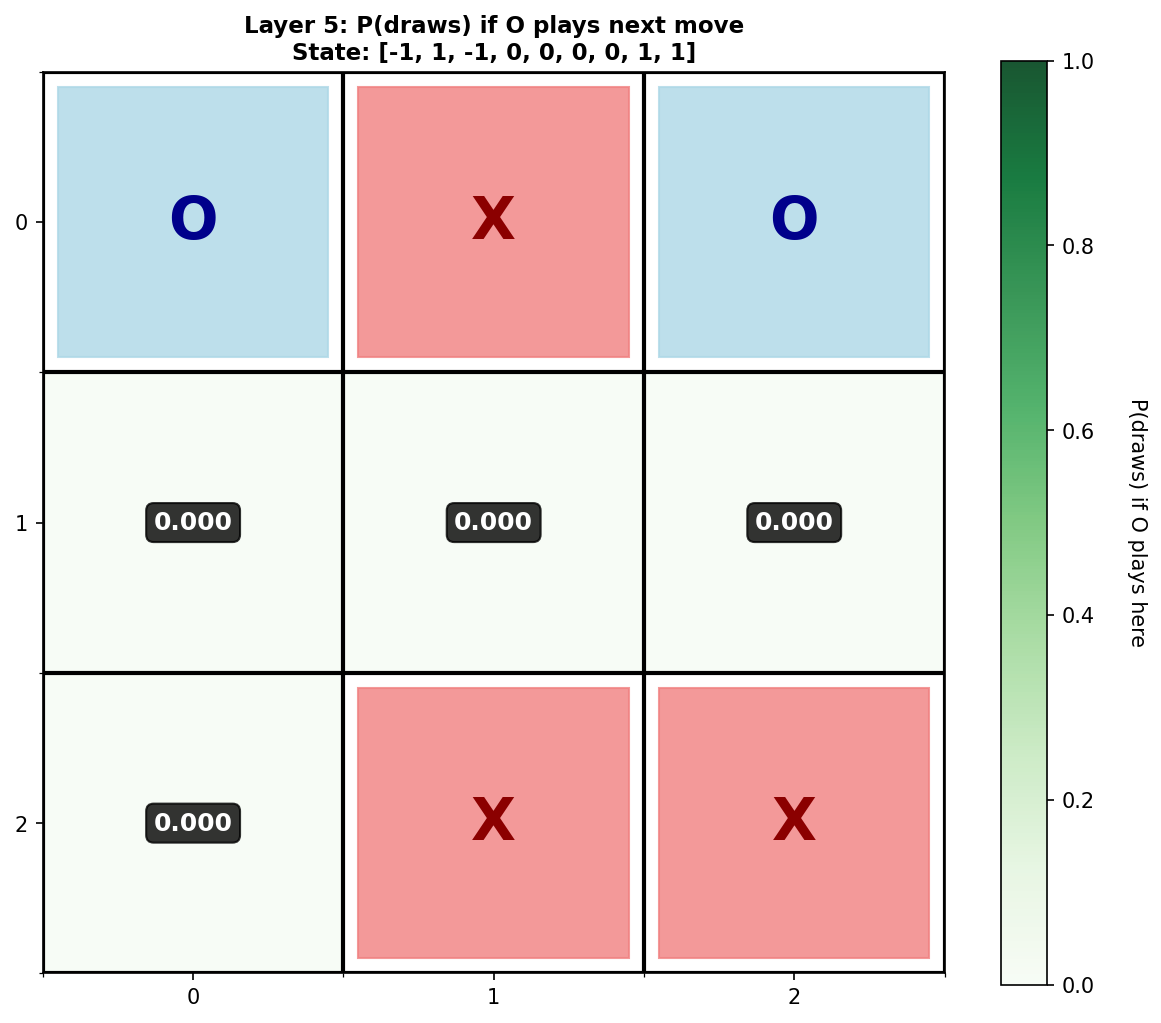 Layer 5: P(draws) if O plays next move
State: [-1, 1, -1, 0, 0, 0, 0, 1, 1]
O X O
0
0.000 0.000 0.000
1
0.000 X X
2
0 1 2
1.0
0.8
0.6
0.4
0.2
0.0
P(draws) if O plays here